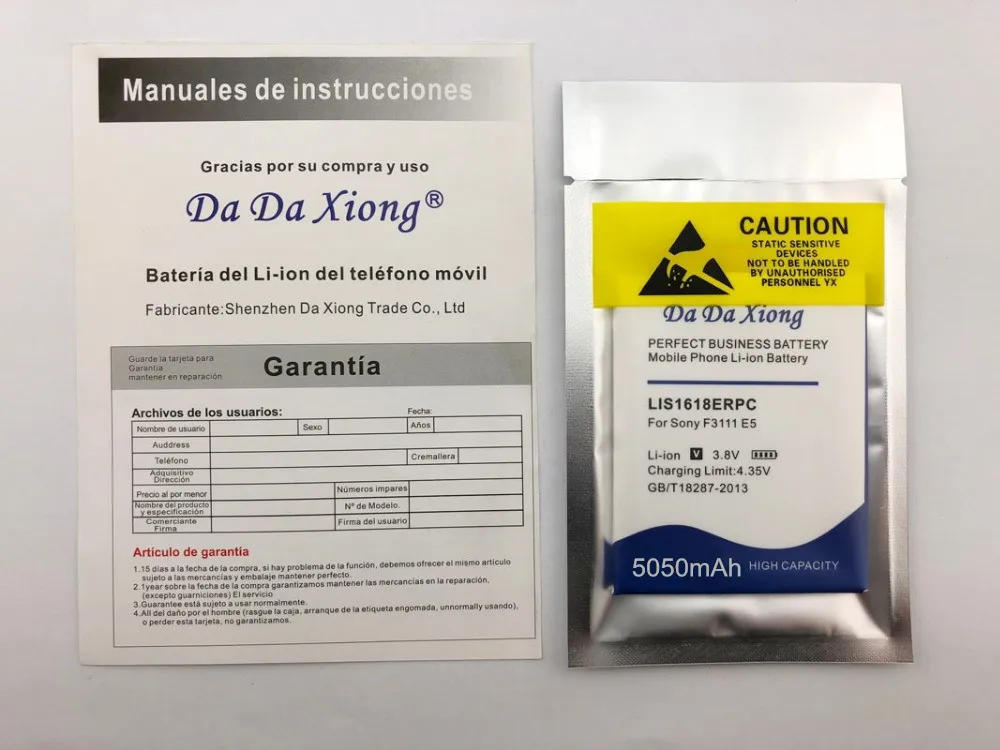 Manuales de instrucciones
Gracias por su compra y uso
Da Da Xiong®
Batería del Li-ion del teléfono móvil
Fabricante:Shenzhen Da Xiong Trade Co., Ltd
Guarde la tarjeta para
Garantia
mantener en reparación
Garantía
Archivos de los usuarios:
Fecha:
Nombre de usuario
Sexo
Años
Auddress
Teléfono
Cremallera
Adquisitivo
Dirección
Precio al por menor
Números impares
Nombre del producto
y especificación
Nº de Modelo.
Comerciante
Firma
Firma del usuario
Artículo de garantía
1.15 días a la fecha de la compra, si hay problema de la función, debemos ofrecer el mismo artículo
sujeto a las mercancías y embalaje mantener perfecto.
2.1year sobre la fecha de la compra garantizamos mantener las mercancías en la reparación.
(excepto guarniciones) El servicio
3.Guarantee está sujeto a usar normalmente.
4.All del daño por el hombre (rasgue la caja, arranque de la etiqueta engomada, unnormally usando),
o perder esta tarjeta, no garantizamos.
CAUTION
STATIC SENSITIVE
DEVICES
NOT TO BE HANDLED
BY UNAUTHORISED
PERSONNEL YX
Da Da Xiong
PERFECT BUSINESS BATTERY
Mobile Phone Li-ion Battery
LIS1618ERPC
For Sony F3111 E5
Li-ion V 3.8V
Charging Limit:4.35V
GB/T18287-2013
5050mAh HIGH CAPACITY